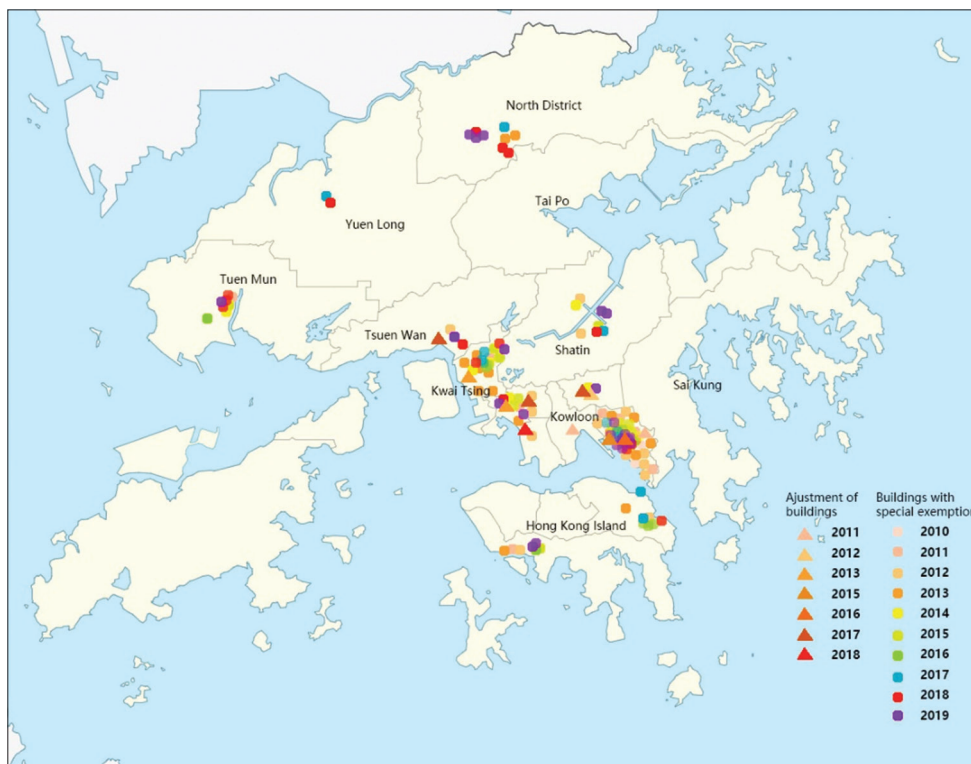 North District
Tai Po
Yuen Long
Tuen Mun
Tsuen Wan
Shatin
Kwai Tsing
Sai Kung
Kowloon
Hong Kong Island
Ajustment of
buildings
2011
2012
2013
2015
2016
2017
2018
Buildings with
special exemption
2010
2011
2012
2013
2014
2015
2016
2017
2018
2019